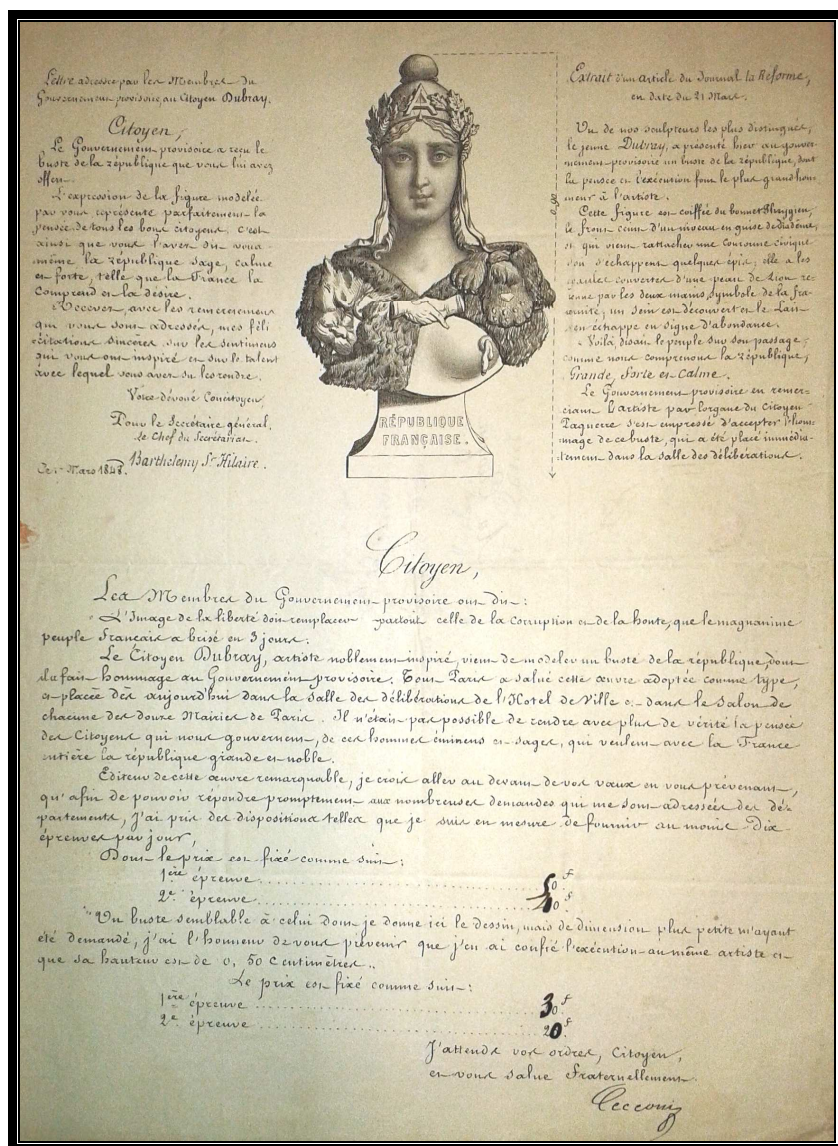 Lettre adressée par les Membres du
Gouvernement provisoire au Citoyen Dubray.
Citoyen,
Le Gouvernement provisoire a reçu le
buste de la république que vous lui avez
offert.
L'expression de la figure modelée
par vous représente parfaitement la
pensée de tous les bons citoyens, c'est
ainsi que vous l'avez dit vous
même la république sage, calme
et forte, telle que la France la
comprend et la désire.
Recevez, avec les remerciemens
qui vous sont adressés, mes féli
citations sincères sur les sentimens
qui vous ont inspiré et sur le talent
avec lequel vous avez su les rendre.
Votre dévoué Concitoyen
Pour le Secrétaire général,
le Chef du Secrétariat.
Barthélemy St Hilaire.
Ce Mars 1848.
RÉPUBLIQUE
FRANÇAISE.
0,90
Extrait d'un article du Journal la Réforme,
en date du 21 Mars.
Un de nos sculpteurs les plus distingués,
le jeune Dubray, a présenté hier au gouver-
nement provisoire un buste de la république, dont
la pensée et l'exécution font le plus grand hon-
neur à l'artiste.
Cette figure est coiffée du bonnet Phrygien,
le front ceint d'un niveau en guise de diadème,
et qui vient rattacher une couronne civique
d'où s'échappent quelques épis, elle a les
épaules couvertes d'une peau de Lion re-
tenue par les deux mains, symbole de la fra-
ternité, un Sein est découvert et le Lait
s'en échappe en signe d'abondance.
Voilà, disait le peuple sur son passage,
comme nous comprenons la république,
Grande, Forte et Calme.
Le Gouvernement provisoire en remer-
ciant l'artiste par l'organe du Citoyen
Pagnerre s'est empressé d'accepter l'hom-
mage de ce buste, qui a été placé immédia-
tement dans la salle des délibérations.
Citoyen,
Les Membres du Gouvernement provisoire ont dit :
"L'Image de la liberté doit remplacer partout celle de la corruption et de la honte, que le magnanime
peuple Français a brisé en 3 jours.
Le Citoyen Dubray, artiste noblement inspiré, vient de modeler un buste de la république, dont
il a fait hommage au Gouvernement provisoire. Tout Paris a salué cette œuvre adoptée comme type,
et placée dès aujourd'hui dans la salle des délibérations de l'Hotel de Ville et dans le Salon de
chacune des douze Mairies de Paris. Il n'était pas possible de rendre avec plus de vérité la pensée
des Citoyens qui nous gouvernent, de ces hommes éminens et sages, qui veulent avec la France
entière la république grande et noble.
Editeur de cette œuvre remarquable, je crois aller au devant de vos vœux en vous prévenant,
qu'afin de pouvoir répondre promptement aux nombreuses demandes qui me sont adressées des dé-
partements, j'ai pris des dispositions telles que je suis en mesure de fournir au moins Dix
épreuves par jour,
Dont le prix est fixé comme suit :
1ère épreuve ........ 50 f
2e épreuve ........ 40 f
Un buste semblable à celui dont je donne ici le dessin, mais de dimension plus petite m'ayant
été demandé, j'ai l'honneur de vous prévenir que j'en ai confié l'exécution au même artiste et
que sa hauteur est de 0, 50 Centimètres.
Le prix est fixé comme suit :
1ère épreuve ........ 30 f
2e épreuve ........ 20 f
J'attends vos ordres, Citoyen,
et vous salue Fraternellement
Cecconi